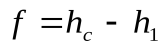 f = h_c - h_1